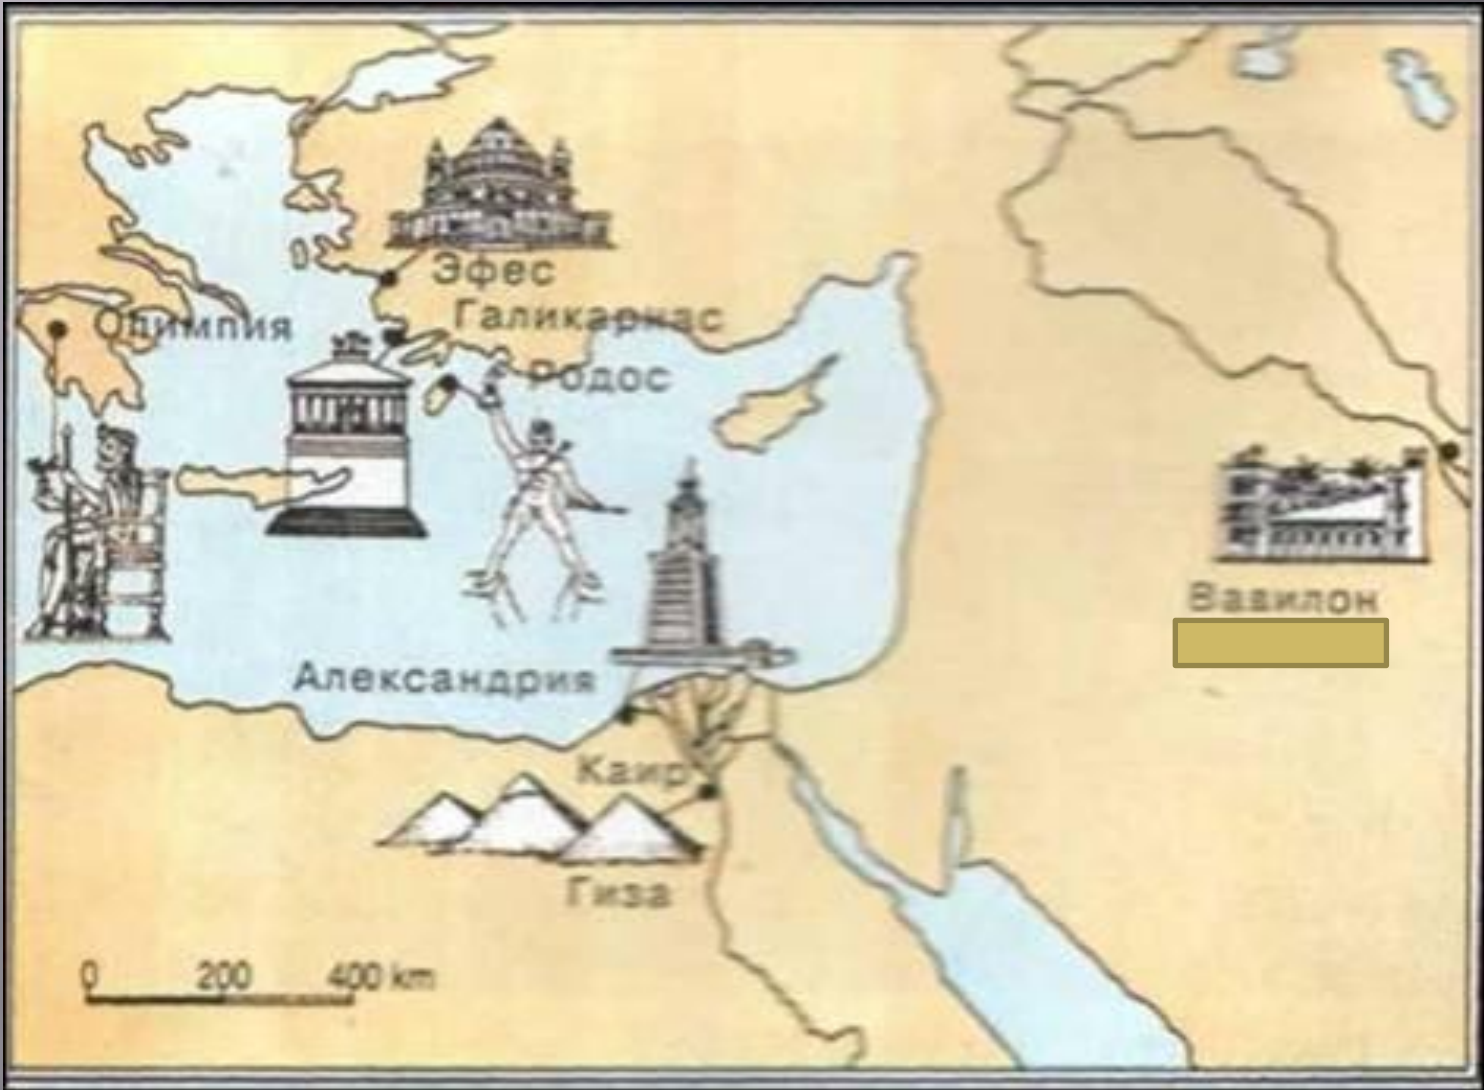 Эфес
Галикарнас
Олимпия
Родос
Вавилон
Александрия
Каир
Гиза
0 200 400 km